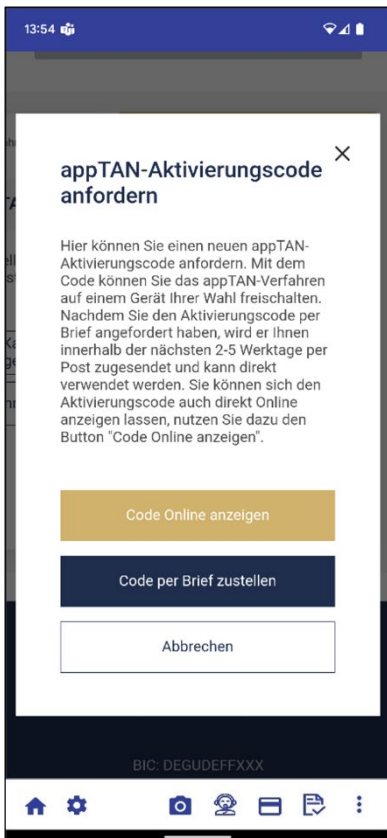 13:54
appTAN-Aktivierungscode
anfordern
Hier können Sie einen neuen appTAN-
Aktivierungscode anfordern. Mit dem
Code können Sie das appTAN-Verfahren
auf einem Gerät Ihrer Wahl freischalten.
Nachdem Sie den Aktivierungscode per
Brief angefordert haben, wird er Ihnen
innerhalb der nächsten 2-5 Werktage per
Post zugesendet und kann direkt
verwendet werden. Sie können sich den
Aktivierungscode auch direkt Online
anzeigen lassen, nutzen Sie dazu den
Button "Code Online anzeigen".
Code Online anzeigen
Code per Brief zustellen
Abbrechen
BIC: DEGUDEFFXXX